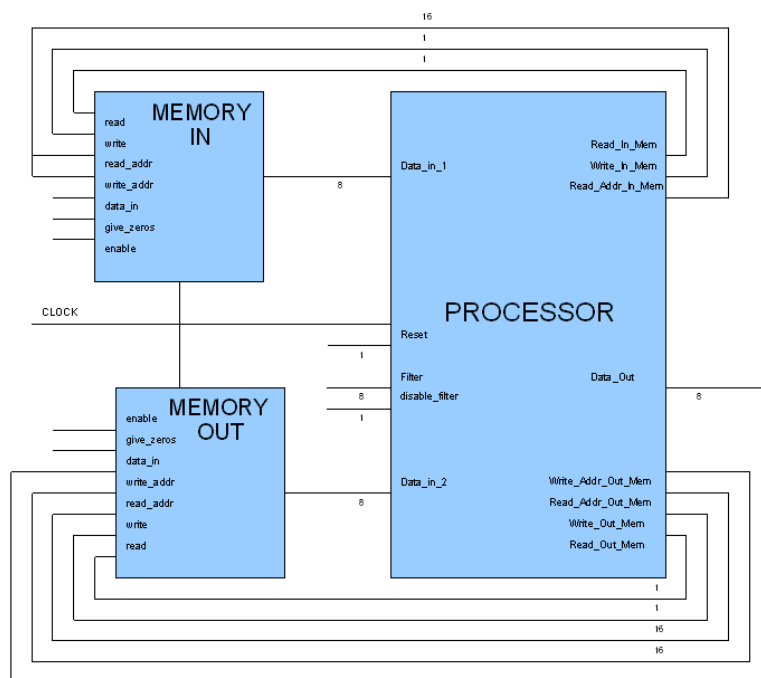 16
1
1
MEMORY
IN
read
write
read_addr
write_addr
data_in
give_zeros
enable
8
Data_in_1
Read_In_Mem
Write_In_Mem
Read_Addr_In_Mem
CLOCK
PROCESSOR
Reset
1
Filter
8
disable_filter
1
Data_Out
8
MEMORY
OUT
enable
give_zeros
data_in
write_addr
read_addr
write
read
8
Data_in_2
Write_Addr_Out_Mem
Read_Addr_Out_Mem
Write_Out_Mem
Read_Out_Mem
1
1
16
16